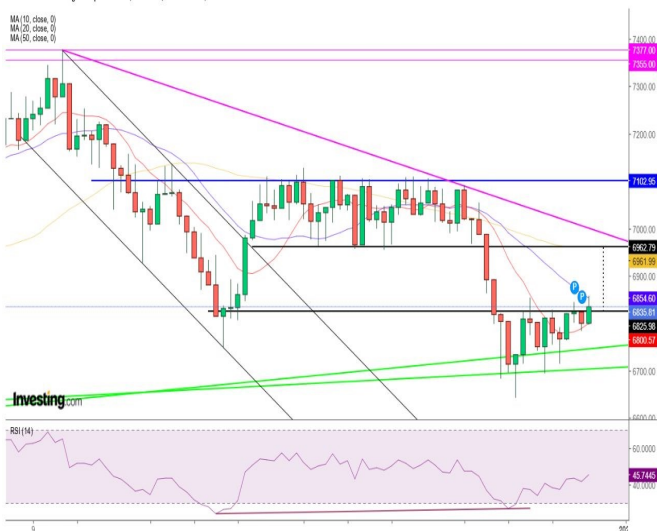 MA (10, close, 0)
MA (20, close, 0)
MA (50, close, 0)
7400.00
7377.00
7355.00
7300.00
7200.00
7102.95
7000.00
6962.79
6961.99
6900.00
6854.60
6835.81
6825.98
6800.57
6700.00
6600.00
P
P
Investing.com
RSI (14)
60.0000
45.7445
40.0000
9